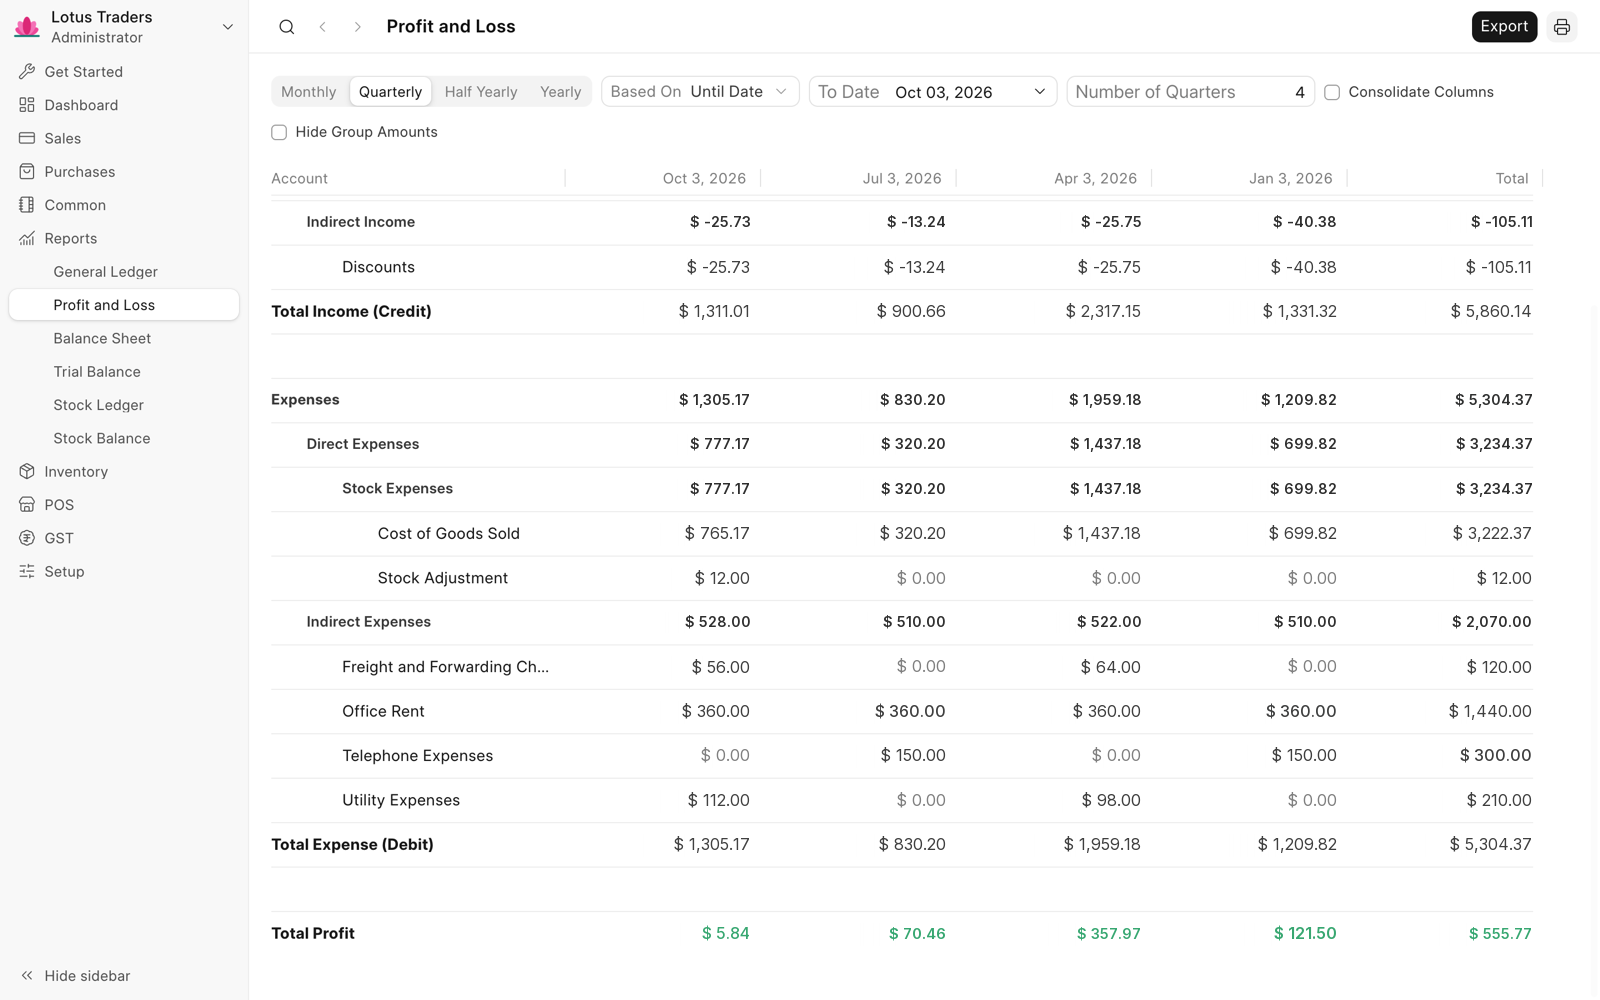 Lotus Traders
Administrator
Get Started
Dashboard
Sales
Purchases
Common
Reports
General Ledger
Profit and Loss
Balance Sheet
Trial Balance
Stock Ledger
Stock Balance
Inventory
POS
GST
Setup
Hide sidebar
Profit and Loss
Export
Monthly Quarterly Half Yearly Yearly Based On Until Date To Date Oct 03, 2026 Number of Quarters 4 Consolidate Columns
Hide Group Amounts
Account Oct 3, 2026 Jul 3, 2026 Apr 3, 2026 Jan 3, 2026 Total
Indirect Income $ -25.73 $ -13.24 $ -25.75 $ -40.38 $ -105.11
Discounts $ -25.73 $ -13.24 $ -25.75 $ -40.38 $ -105.11
Total Income (Credit) $ 1,311.01 $ 900.66 $ 2,317.15 $ 1,331.32 $ 5,860.14
Expenses $ 1,305.17 $ 830.20 $ 1,959.18 $ 1,209.82 $ 5,304.37
Direct Expenses $ 777.17 $ 320.20 $ 1,437.18 $ 699.82 $ 3,234.37
Stock Expenses $ 777.17 $ 320.20 $ 1,437.18 $ 699.82 $ 3,234.37
Cost of Goods Sold $ 765.17 $ 320.20 $ 1,437.18 $ 699.82 $ 3,222.37
Stock Adjustment $ 12.00 $ 0.00 $ 0.00 $ 0.00 $ 12.00
Indirect Expenses $ 528.00 $ 510.00 $ 522.00 $ 510.00 $ 2,070.00
Freight and Forwarding Ch... $ 56.00 $ 0.00 $ 64.00 $ 0.00 $ 120.00
Office Rent $ 360.00 $ 360.00 $ 360.00 $ 360.00 $ 1,440.00
Telephone Expenses $ 0.00 $ 150.00 $ 0.00 $ 150.00 $ 300.00
Utility Expenses $ 112.00 $ 0.00 $ 98.00 $ 0.00 $ 210.00
Total Expense (Debit) $ 1,305.17 $ 830.20 $ 1,959.18 $ 1,209.82 $ 5,304.37
Total Profit $ 5.84 $ 70.46 $ 357.97 $ 121.50 $ 555.77